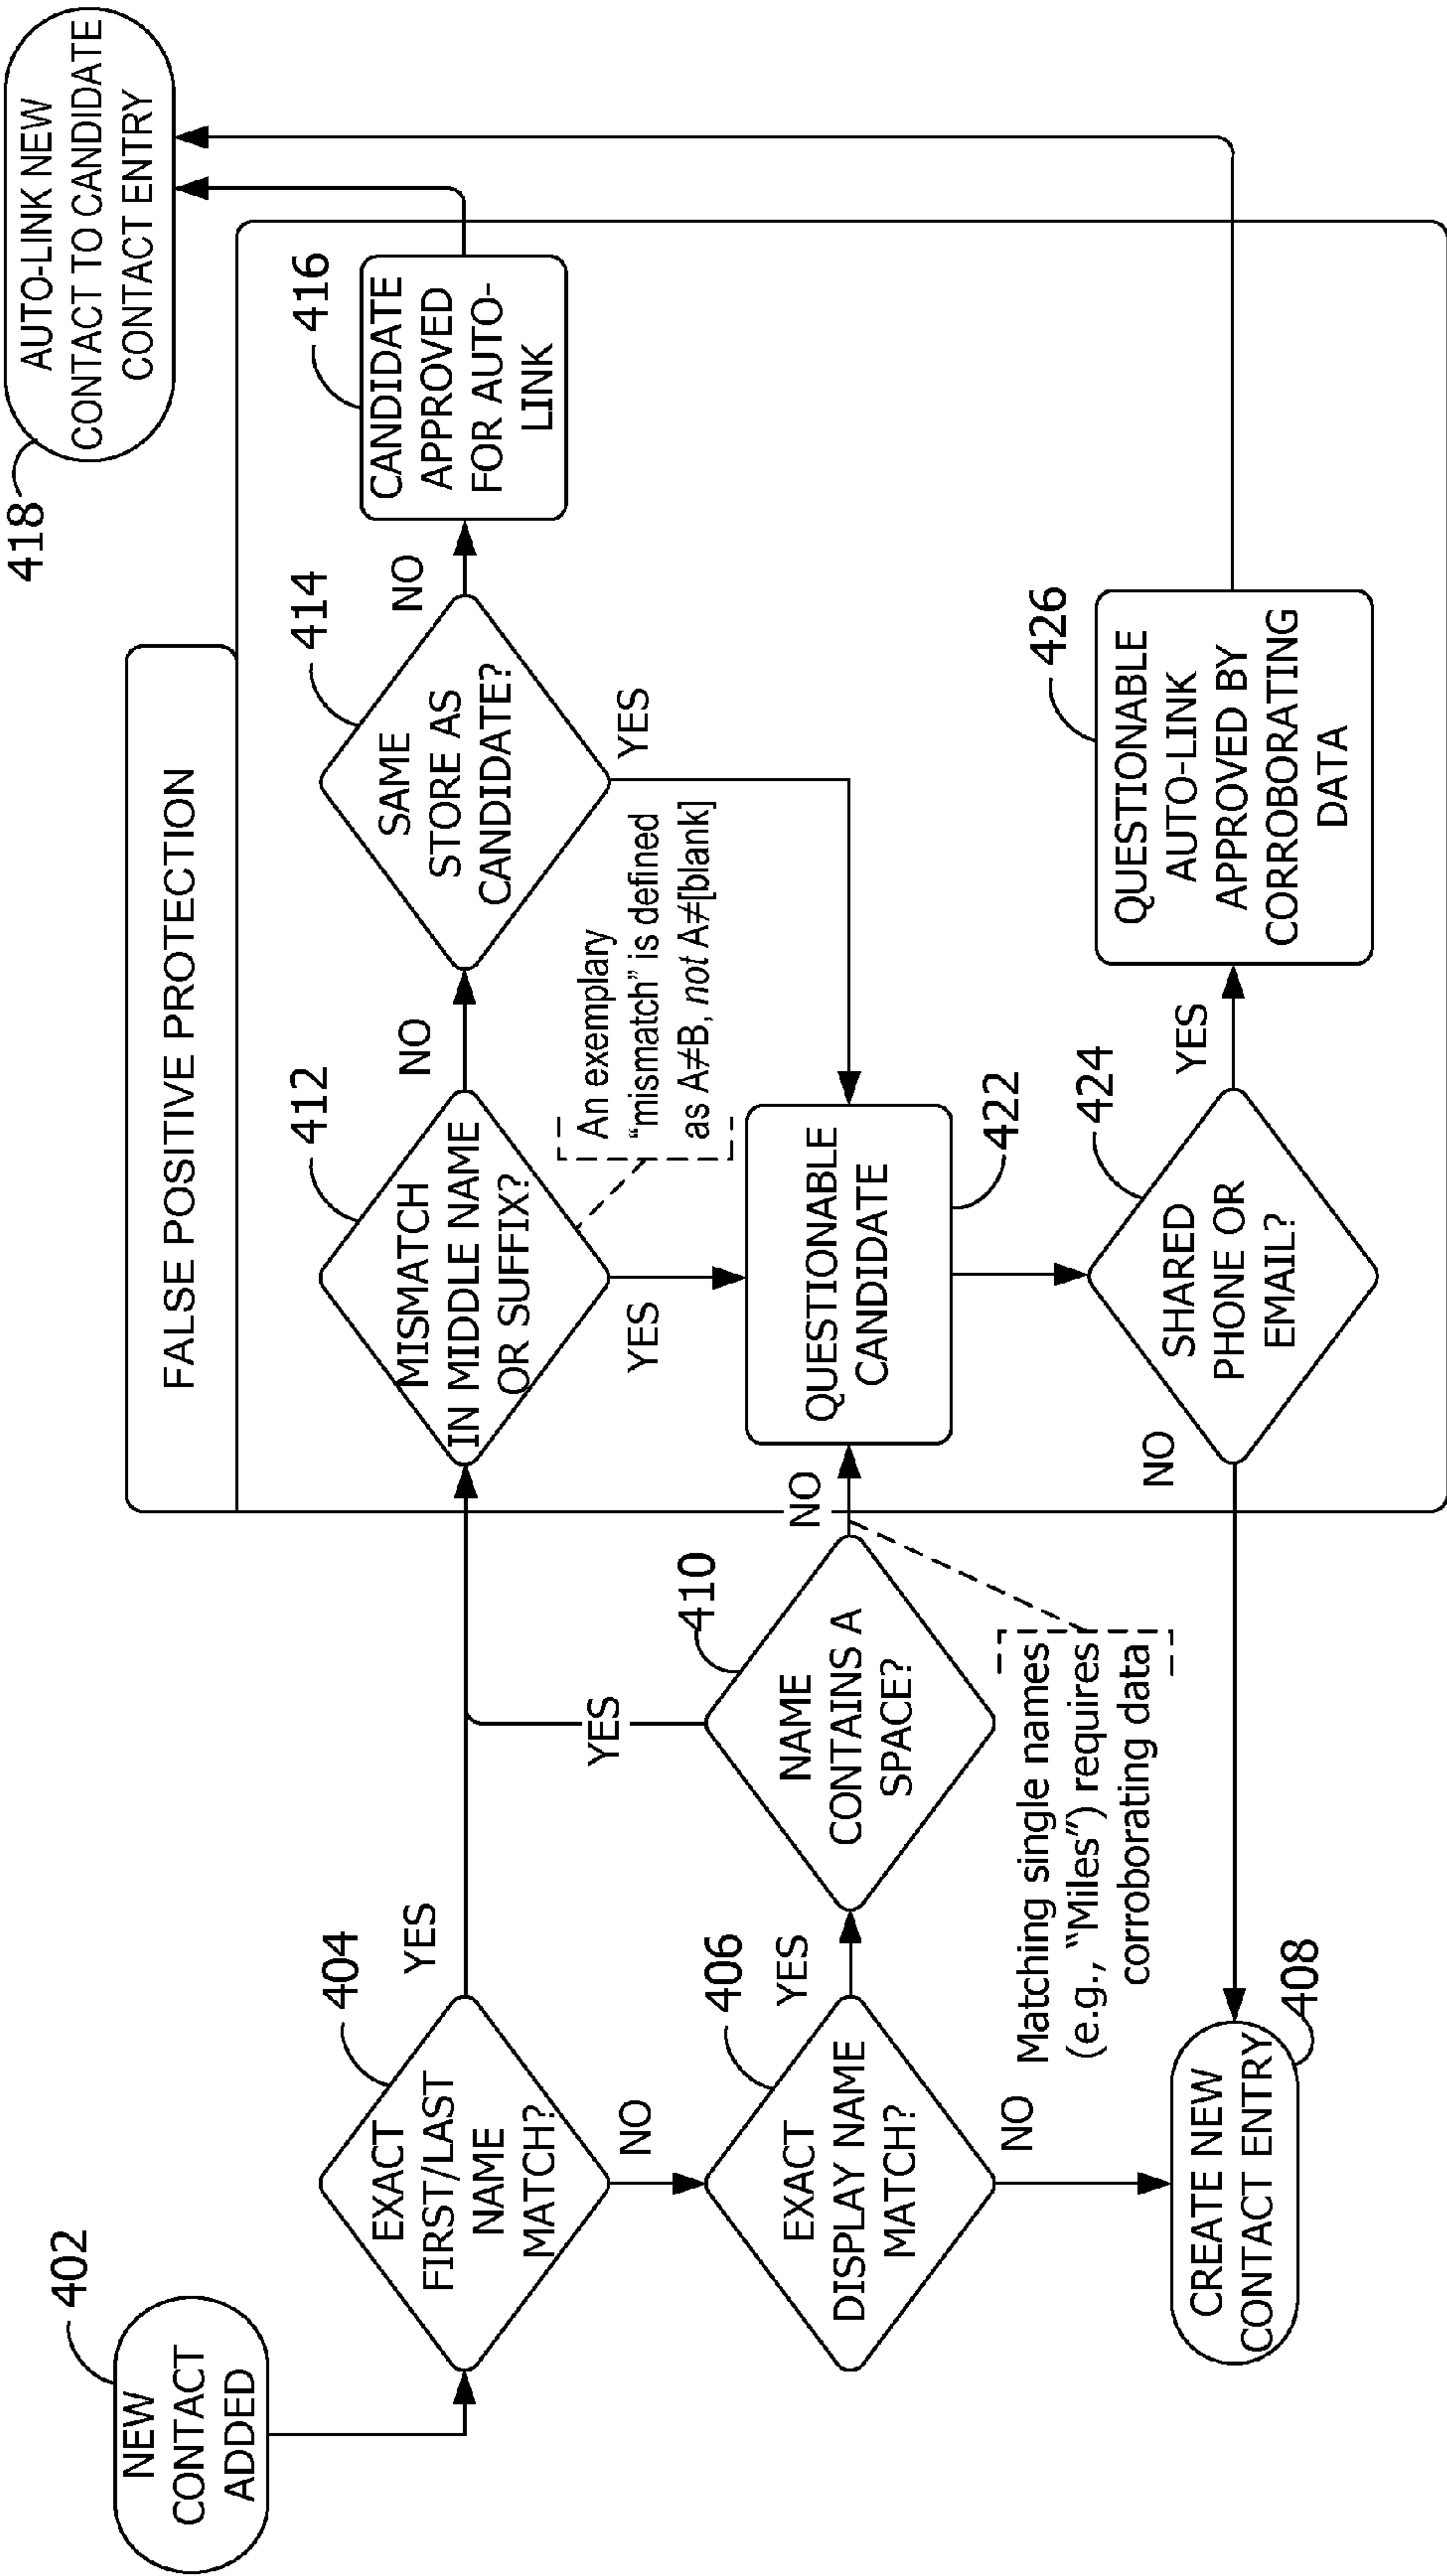 402
NEW
CONTACT
ADDED
404
EXACT
FIRST/LAST
NAME
MATCH?
YES
NO
406
EXACT
DISPLAY NAME
MATCH?
YES
NO
CREATE NEW
CONTACT ENTRY
408
410
NAME
CONTAINS A
SPACE?
YES
NO
Matching single names
(e.g., “Miles”) requires
corroborating data
FALSE POSITIVE PROTECTION
412
MISMATCH
IN MIDDLE NAME
OR SUFFIX?
NO
YES
An exemplary
“mismatch” is defined
as A≠B, not A≠[blank]
414
SAME
STORE AS
CANDIDATE?
NO
YES
416
CANDIDATE
APPROVED
FOR AUTO-
LINK
418
AUTO-LINK NEW
CONTACT TO CANDIDATE
CONTACT ENTRY
QUESTIONABLE
CANDIDATE
422
424
SHARED
PHONE OR
EMAIL?
NO
YES
426
QUESTIONABLE
AUTO-LINK
APPROVED BY
CORROBORATING
DATA